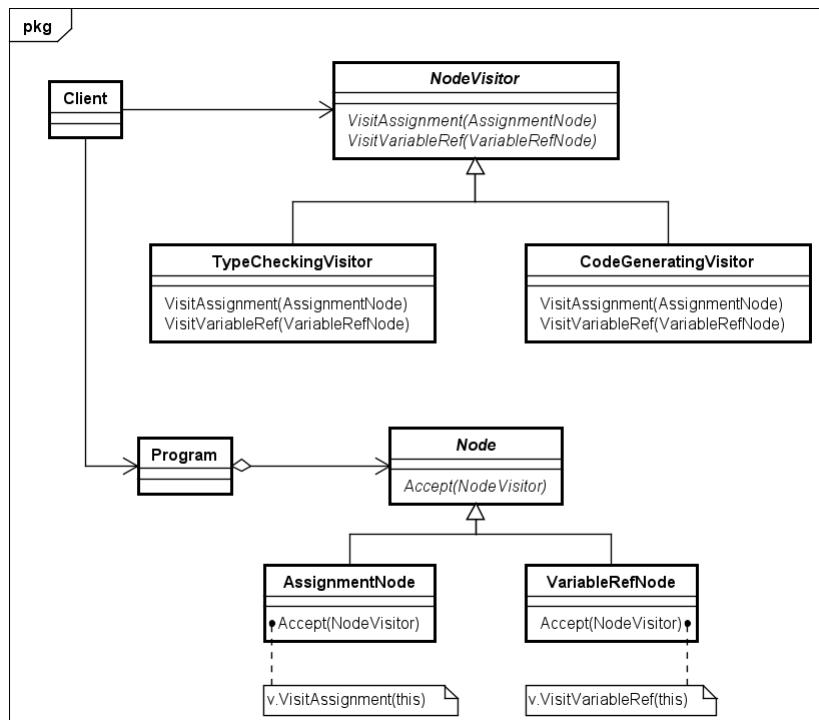 pkg
Client
NodeVisitor
VisitAssignment(AssignmentNode)
VisitVariableRef(VariableRefNode)
TypeCheckingVisitor
VisitAssignment(AssignmentNode)
VisitVariableRef(VariableRefNode)
CodeGeneratingVisitor
VisitAssignment(AssignmentNode)
VisitVariableRef(VariableRefNode)
Program
Node
Accept(NodeVisitor)
AssignmentNode
Accept(NodeVisitor)
VariableRefNode
Accept(NodeVisitor)
v.VisitAssignment(this)
v.VisitVariableRef(this)